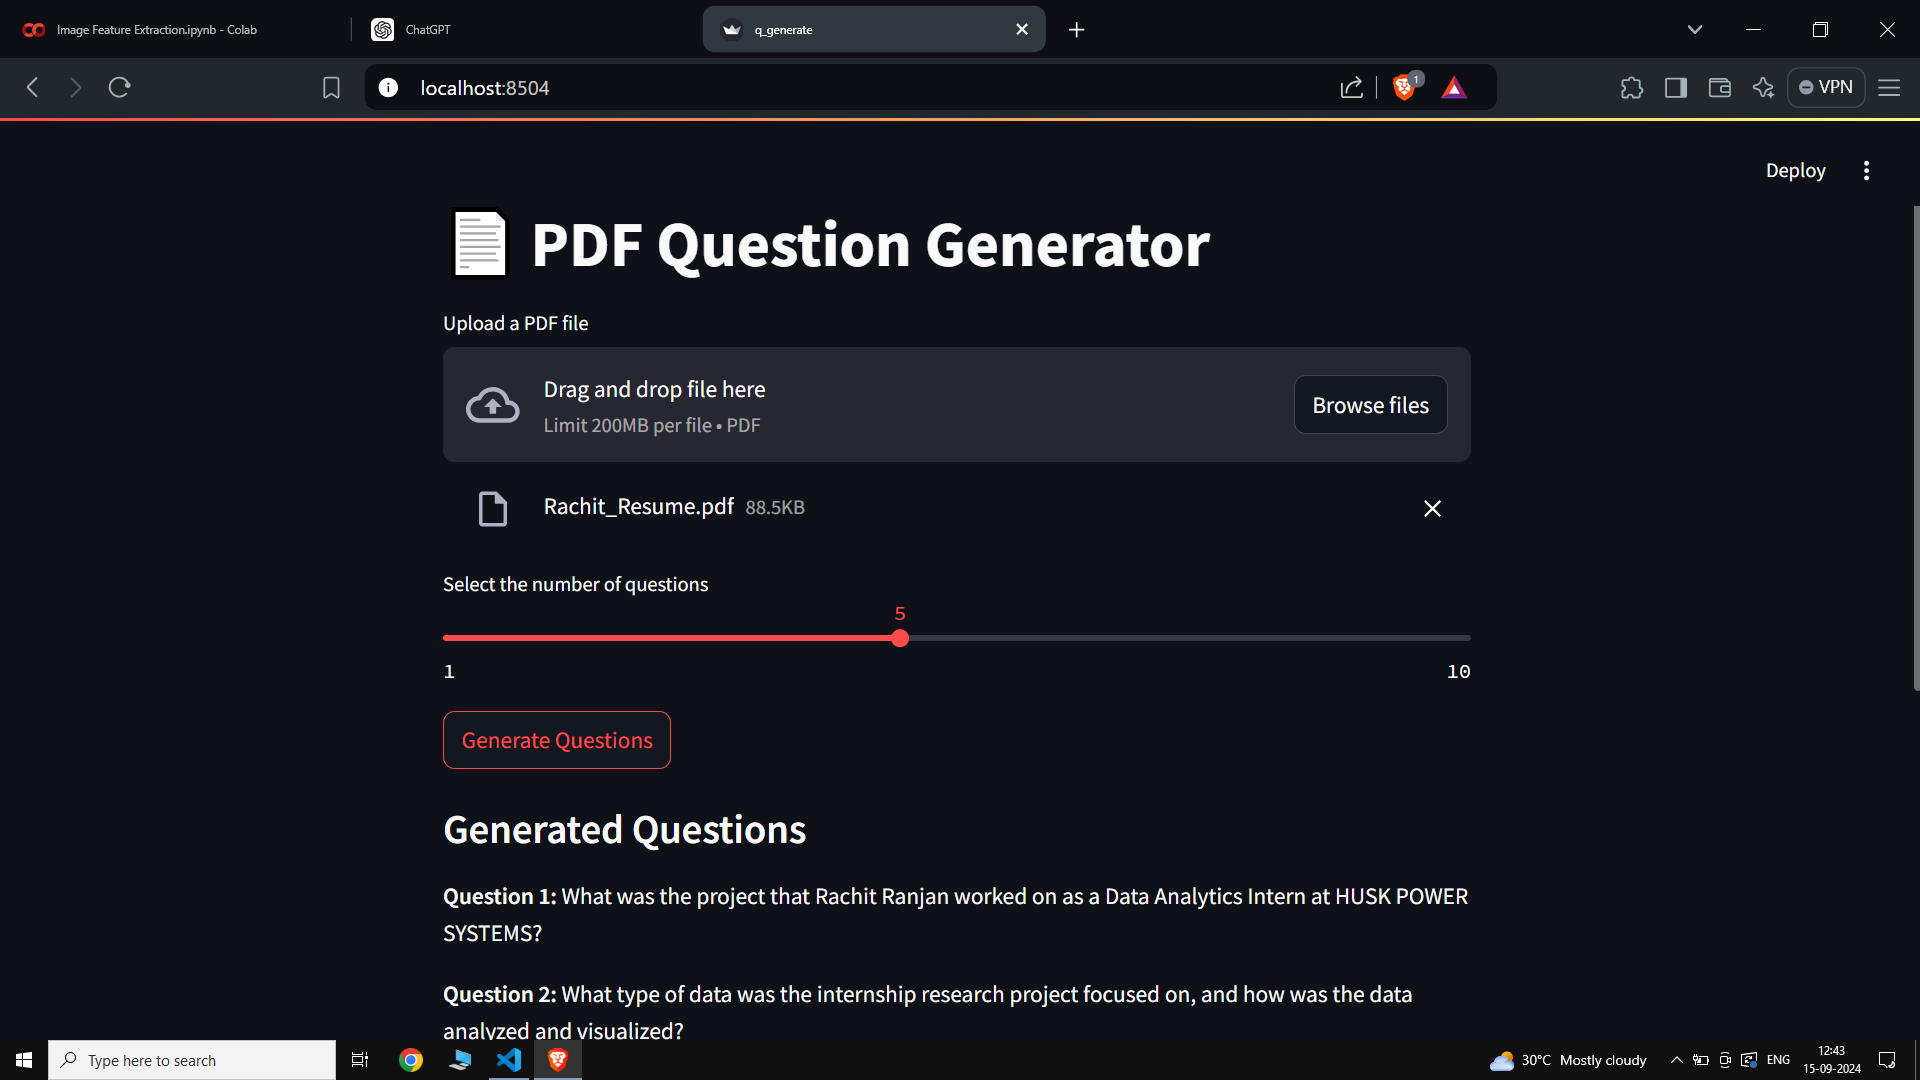 Image Feature Extraction.ipynb - Colab
ChatGPT
q_generate
localhost:8504
1
VPN
Deploy
PDF Question Generator
Upload a PDF file
Drag and drop file here
Limit 200MB per file • PDF
Browse files
Rachit_Resume.pdf 88.5KB
Select the number of questions
5
1
10
Generate Questions
Generated Questions
Question 1: What was the project that Rachit Ranjan worked on as a Data Analytics Intern at HUSK POWER
SYSTEMS?
Question 2: What type of data was the internship research project focused on, and how was the data
analyzed and visualized?
Type here to search
30°C Mostly cloudy
ENG
12:43
15-09-2024